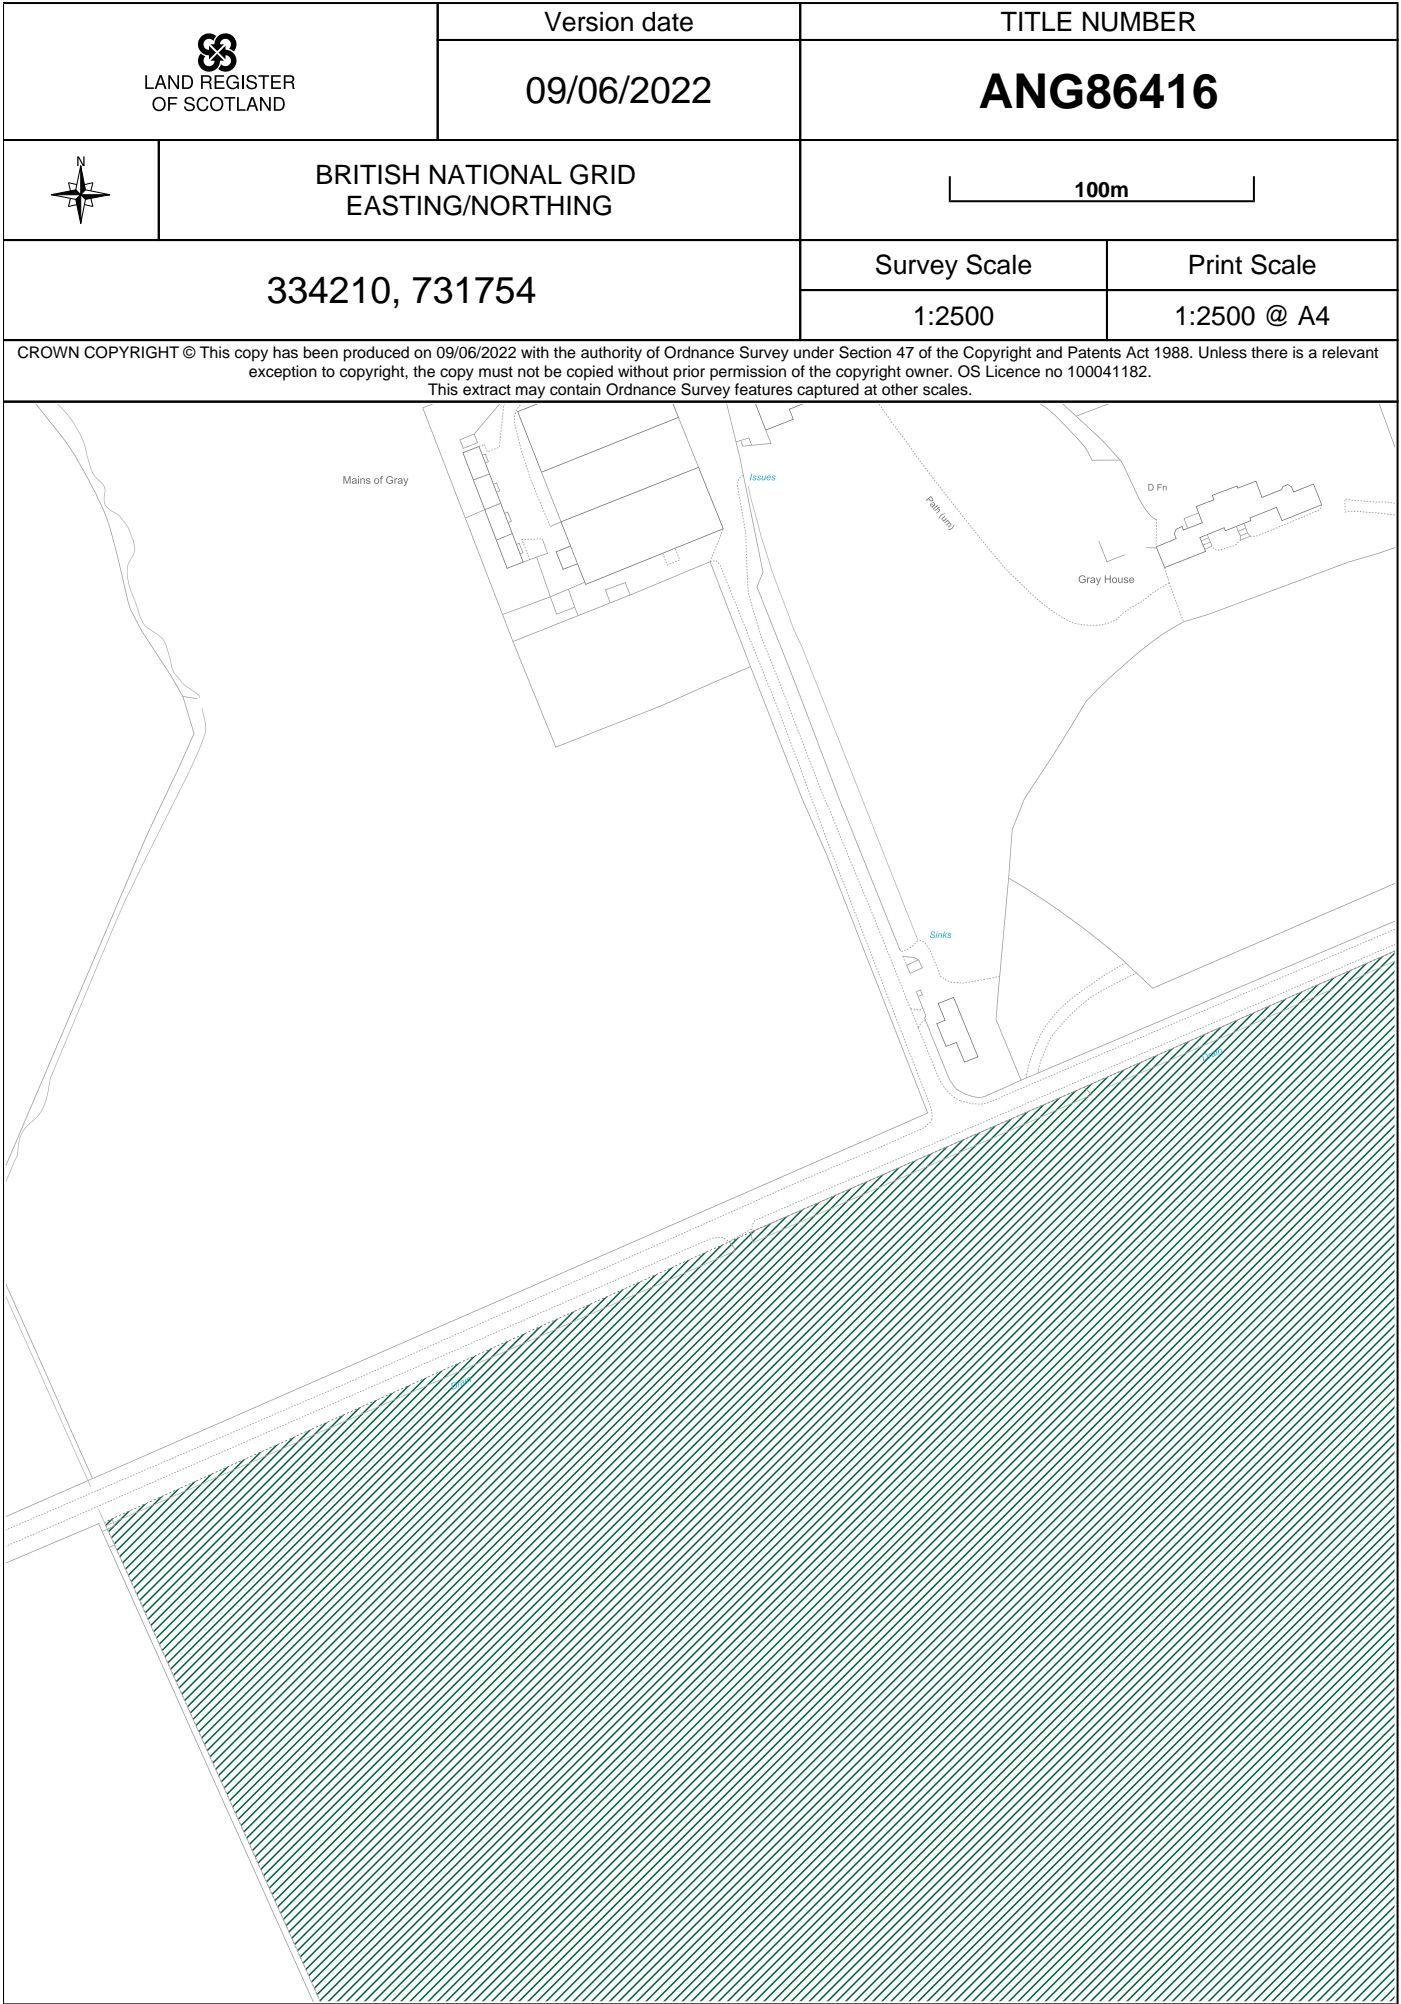 LAND REGISTER
OF SCOTLAND
Version date
09/06/2022
TITLE NUMBER
ANG86416
N
BRITISH NATIONAL GRID
EASTING/NORTHING
100m
334210, 731754
Survey Scale
Print Scale
1:2500
1:2500 @ A4
CROWN COPYRIGHT © This copy has been produced on 09/06/2022 with the authority of Ordnance Survey under Section 47 of the Copyright and Patents Act 1988. Unless there is a relevant
exception to copyright, the copy must not be copied without prior permission of the copyright owner. OS Licence no 100041182.
This extract may contain Ordnance Survey features captured at other scales.
Mains of Gray
Issues
Path (um)
D Fn
Gray House
Sinks
Drain
Drain